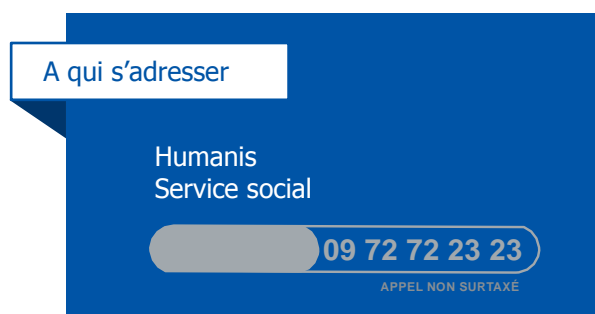 A qui s’adresser
Humanis
Service social
09 72 72 23 23
APPEL NON SURTAXÉ